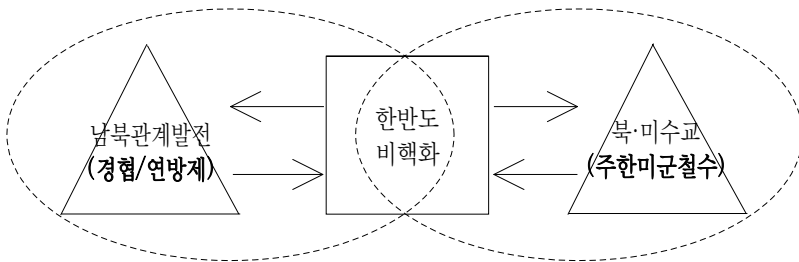 남북관계발전
(경협/연방제)
한반도
비핵화
북·미수교
(주한미군철수)